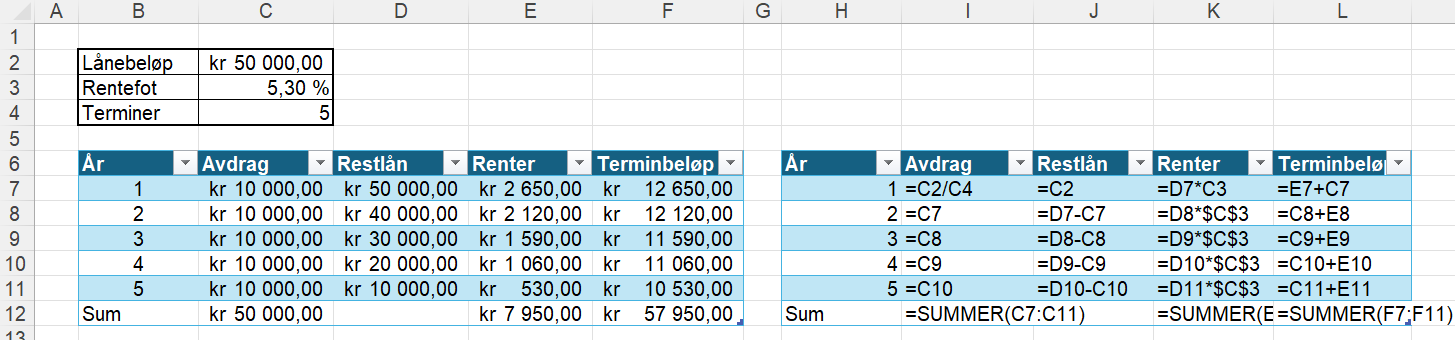 A B C D E F G H I J K L
1
2 Lånebeløp kr 50 000,00
3 Rentefot 5,30 %
4 Terminer 5
5
6 År Avdrag Restlån Renter Terminbeløp År Avdrag Restlån Renter Terminbeløp
7 1 kr 10 000,00 kr 50 000,00 kr 2 650,00 kr 12 650,00 1 =C2/C4 =C2 =D7*C3 =E7+C7
8 2 kr 10 000,00 kr 40 000,00 kr 2 120,00 kr 12 120,00 2 =C7 =D7-C7 =D8*$C$3 =C8+E8
9 3 kr 10 000,00 kr 30 000,00 kr 1 590,00 kr 11 590,00 3 =C8 =D8-C8 =D9*$C$3 =C9+E9
10 4 kr 10 000,00 kr 20 000,00 kr 1 060,00 kr 11 060,00 4 =C9 =D9-C9 =D10*$C$3 =C10+E10
11 5 kr 10 000,00 kr 10 000,00 kr 530,00 kr 10 530,00 5 =C10 =D10-C10 =D11*$C$3 =C11+E11
12 Sum kr 50 000,00 kr 7 950,00 kr 57 950,00 Sum =SUMMER(C7:C11) =SUMMER(E =SUMMER(F7:F11)
13